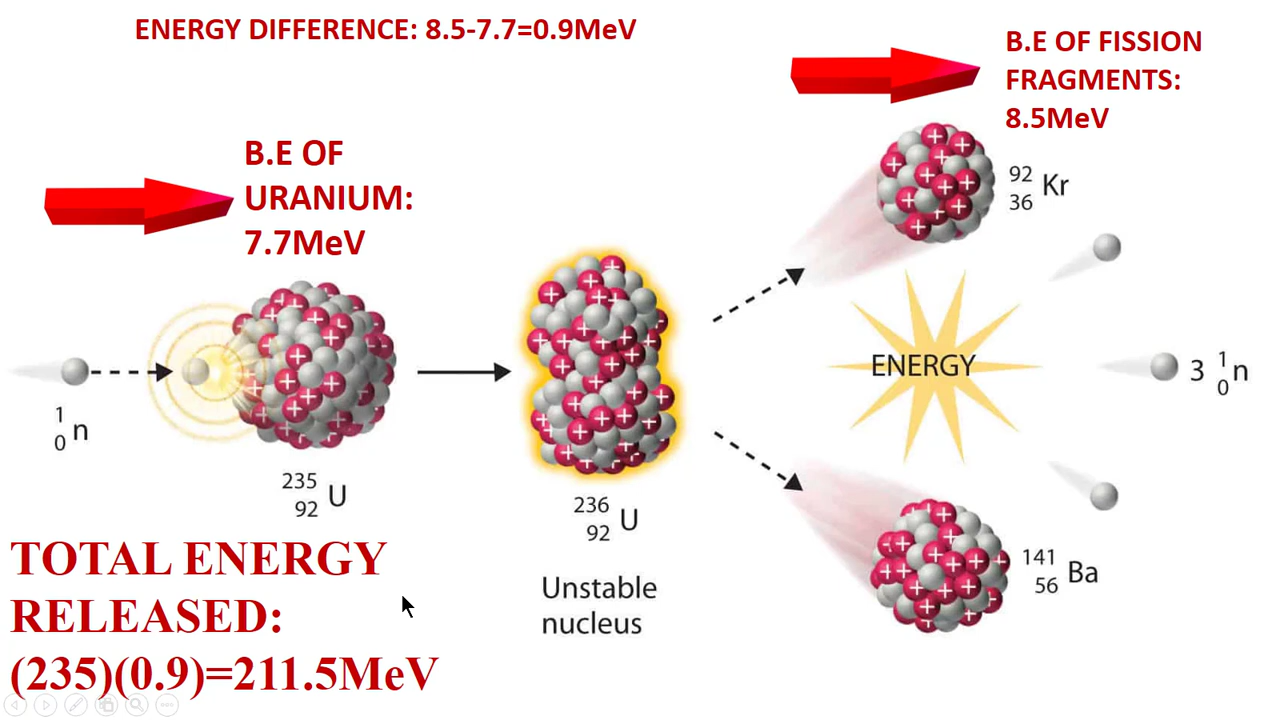 ENERGY DIFFERENCE: 8.5-7.7=0.9MeV
B.E OF FISSION
FRAGMENTS:
8.5MeV
B.E OF
URANIUM:
7.7MeV
92
36 Kr
1
0 n
ENERGY
3 1
0 n
235
92 U
236
92 U
141
56 Ba
Unstable
nucleus
TOTAL ENERGY
RELEASED:
(235)(0.9)=211.5MeV